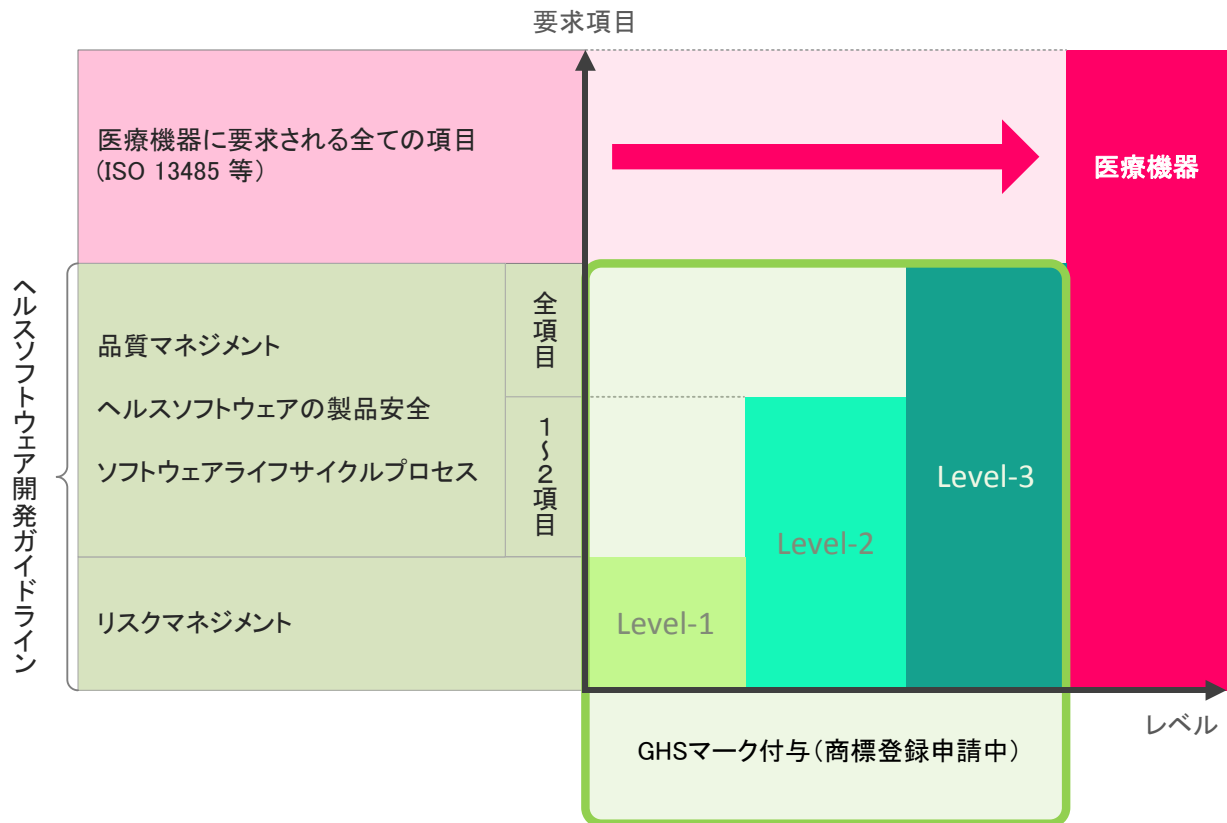 要求項目
医療機器に要求される全ての項目
(ISO 13485 等)
医療機器
ヘルスソフトウェア開発ガイドライン
品質マネジメント
ヘルスソフトウェアの製品安全
ソフトウェアライフサイクルプロセス
全項目
1~2項目
リスクマネジメント
Level-1
Level-2
Level-3
レベル
GHSマーク付与(商標登録申請中)